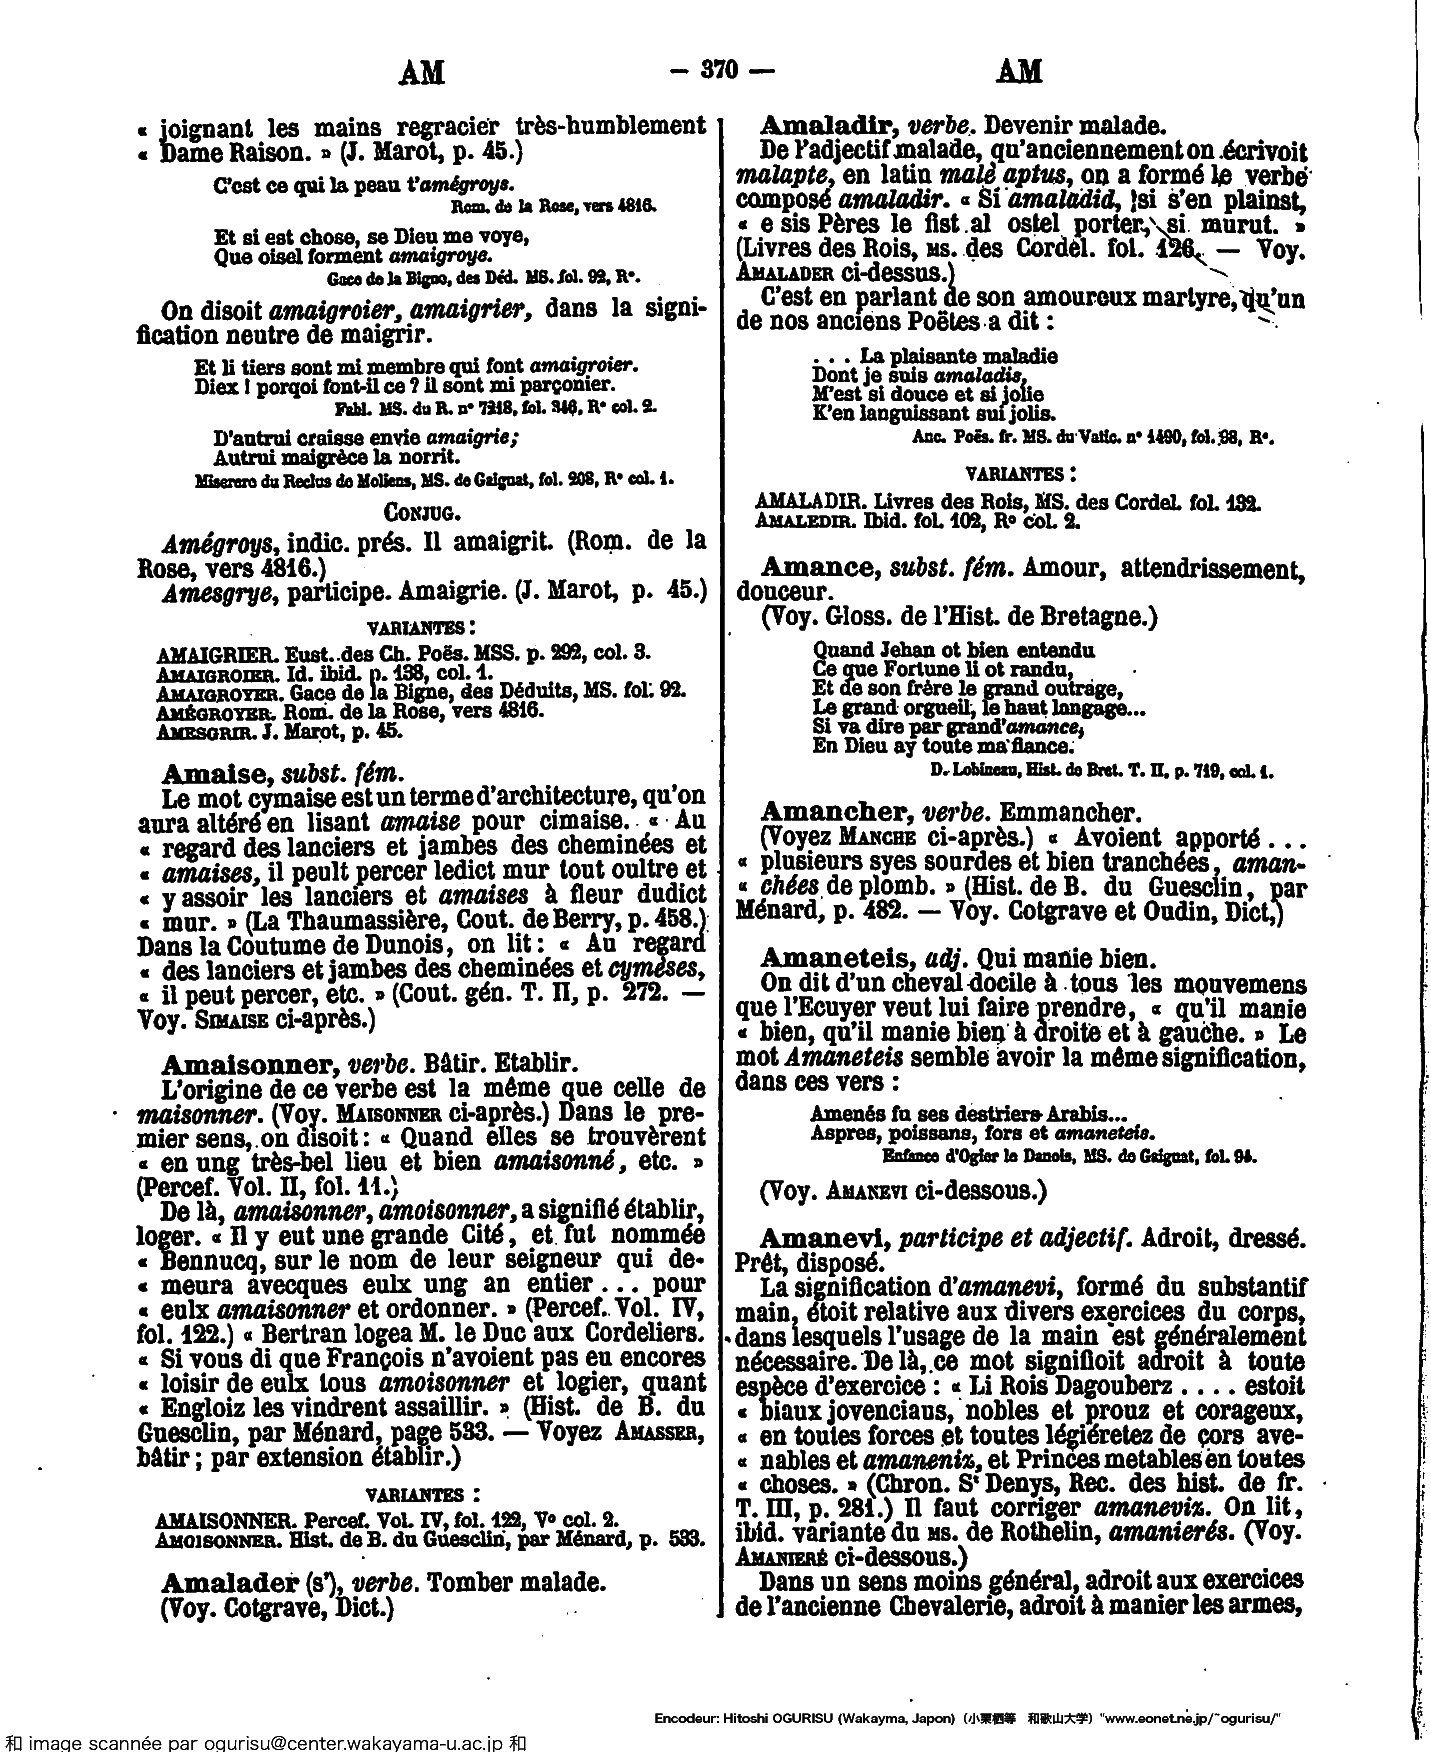 AM
— 370 —
AM
« joignant les mains regracier très-humblement
« Dame Raison. » (J. Marot, p. 45.)
C'est ce qui la peau t'amégroys.
Rom. de la Rose, vers 4816.
Et si est chose, se Dieu me voye,
Que oisel forment amaigroye.
Gace de la Bigne, des Déd. MS. fol. 92, R°.
On disoit amaigroier, amaigrier, dans la signi-
fication neutre de maigrir.
Et li tiers sont mi membre qui font amaigroier.
Diex ! porqoi font-il ce ? il sont mi parçonier.
Fabl. MS. du R. n° 7218, fol. 346, R° col. 2.
D'autrui craisse envie amaigrie;
Autrui maigrèce la norrit.
Miserere du Reclus de Moliens, MS. de Gaignat, fol. 208, R° col. 1.
CONJUG.
Amégroys, indic. prés. Il amaigrit. (Rom. de la
Rose, vers 4816.)
Amesgrye, participe. Amaigrie. (J. Marot, p. 45.)
VARIANTES :
AMAIGRIER. Eust. des Ch. Poës. MSS. p. 292, col. 3.
AMAIGROIER. Id. ibid. p. 138, col. 1.
AMAIGROYER. Gace de la Bigne, des Déduits, MS. fol. 92.
AMÉGROYER. Rom. de la Rose, vers 4816.
AMESGRIR. J. Marot, p. 45.
Amaise, subst. fém.
Le mot cymaise est un terme d'architecture, qu'on
aura altéré en lisant amaise pour cimaise. « Au
« regard des lanciers et jambes des cheminées et
« amaises, il peult percer ledict mur tout oultre et
« y assoir les lanciers et amaises à fleur dudict
« mur. » (La Thaumassière, Cout. de Berry, p. 458.)
Dans la Coutume de Dunois, on lit : « Au regard
« des lanciers et jambes des cheminées et cymèses,
« il peut percer, etc. » (Cout. gén. T. II, p. 272. —
Voy. SIMAISE ci-après.)
Amaisonner, verbe. Bâtir. Etablir.
L'origine de ce verbe est la même que celle de
maisonner. (Voy. MAISONNER ci-après.) Dans le pre-
mier sens, on disoit : « Quand elles se trouvèrent
« en ung très-bel lieu et bien amaisonné, etc. »
(Percef. Vol. II, fol. 11.)
De là, amaisonner, amoisonner, a signifié établir,
loger. « Il y eut une grande Cité, et fut nommée
« Bennucq, sur le nom de leur seigneur qui de-
« meura avecques eulx ung an entier ... pour
« eulx amaisonner et ordonner. » (Percef. Vol. IV,
fol. 122.) « Bertran logea M. le Duc aux Cordeliers.
« Si vous di que François n'avoient pas eu encores
« loisir de eulx tous amoisonner et logier, quant
« Engloiz les vindrent assaillir. » (Hist. de B. du
Guesclin, par Ménard, page 533. — Voyez AMASSER,
bâtir ; par extension établir.)
VARIANTES :
AMAISONNER. Percef. Vol. IV, fol. 122, V° col. 2.
AMOISONNER. Hist. de B. du Guesclin, par Ménard, p. 533.
Amalader (s'), verbe. Tomber malade.
(Voy. Cotgrave, Dict.)
Amaladir, verbe. Devenir malade.
De l'adjectif malade, qu'anciennement on écrivoit
malapte, en latin malè aptus, on a formé le verbe
composé amaladir. « Si amaladid, si s'en plainst,
« e sis Pères le fist al ostel porter, si murut. »
(Livres des Rois, MS. des Cordel. fol. 126. — Voy.
AMALADER ci-dessus.)
C'est en parlant de son amoureux martyre, qu'un
de nos anciens Poëtes a dit :
. . . La plaisante maladie
Dont je suis amaladis,
M'est si douce et si jolie
K'en languissant sui jolis.
Anc. Poës. fr. MS. du Vatic. n° 1490, fol. 98, R°.
VARIANTES :
AMALADIR. Livres des Rois, MS. des Cordel. fol. 132.
AMALEDIR. Ibid. fol. 102, R° col. 2.
Amance, subst. fém. Amour, attendrissement,
douceur.
(Voy. Gloss. de l'Hist. de Bretagne.)
Quand Jehan ot bien entendu
Ce que Fortune li ot randu,
Et de son frère le grand outrage,
Le grand orgueil, le haut langage...
Si va dire par grand'amance,
En Dieu ay toute ma fiance.
D. Lobineau, Hist. de Bret. T. II, p. 719, col. 1.
Amancher, verbe. Emmancher.
(Voyez MANCHE ci-après.) « Avoient apporté ...
« plusieurs syes sourdes et bien tranchées, aman-
« chées de plomb. » (Hist. de B. du Guesclin, par
Ménard, p. 482. — Voy. Cotgrave et Oudin, Dict,)
Amaneteis, adj. Qui manie bien.
On dit d'un cheval docile à tous les mouvemens
que l'Ecuyer veut lui faire prendre, « qu'il manie
« bien, qu'il manie bien à droite et à gauche. » Le
mot Amaneteis semble avoir la même signification,
dans ces vers :
Amenés fu ses destriers Arabis...
Aspres, poissans, fors et amaneteis.
Enfance d'Ogier le Danois, MS. de Gaignat, fol. 94.
(Voy. AMANEVI ci-dessous.)
Amanevi, participe et adjectif. Adroit, dressé.
Prêt, disposé.
La signification d'amanevi, formé du substantif
main, étoit relative aux divers exercices du corps,
dans lesquels l'usage de la main est généralement
nécessaire. De là, ce mot signifioit adroit à toute
espèce d'exercice : « Li Rois Dagouberz .... estoit
« biaux jovenciaus, nobles et prouz et corageux,
« en toutes forces et toutes légiéretez de cors ave-
« nables et amaneniz, et Princes metables en toutes
« choses. » (Chron. St Denys, Rec. des hist. de fr.
T. III, p. 281.) Il faut corriger amaneviz. On lit,
ibid. variante du MS. de Rothelin, amanierés. (Voy.
AMANIERÉ ci-dessous.)
Dans un sens moins général, adroit aux exercices
de l'ancienne Chevalerie, adroit à manier les armes,
Encodeur: Hitoshi OGURISU (Wakayma, Japon) (小栗栖等 和歌山大学) "www.eonet.ne.jp/~ogurisu/"
和 image scannée par ogurisu@center.wakayama-u.ac.jp 和